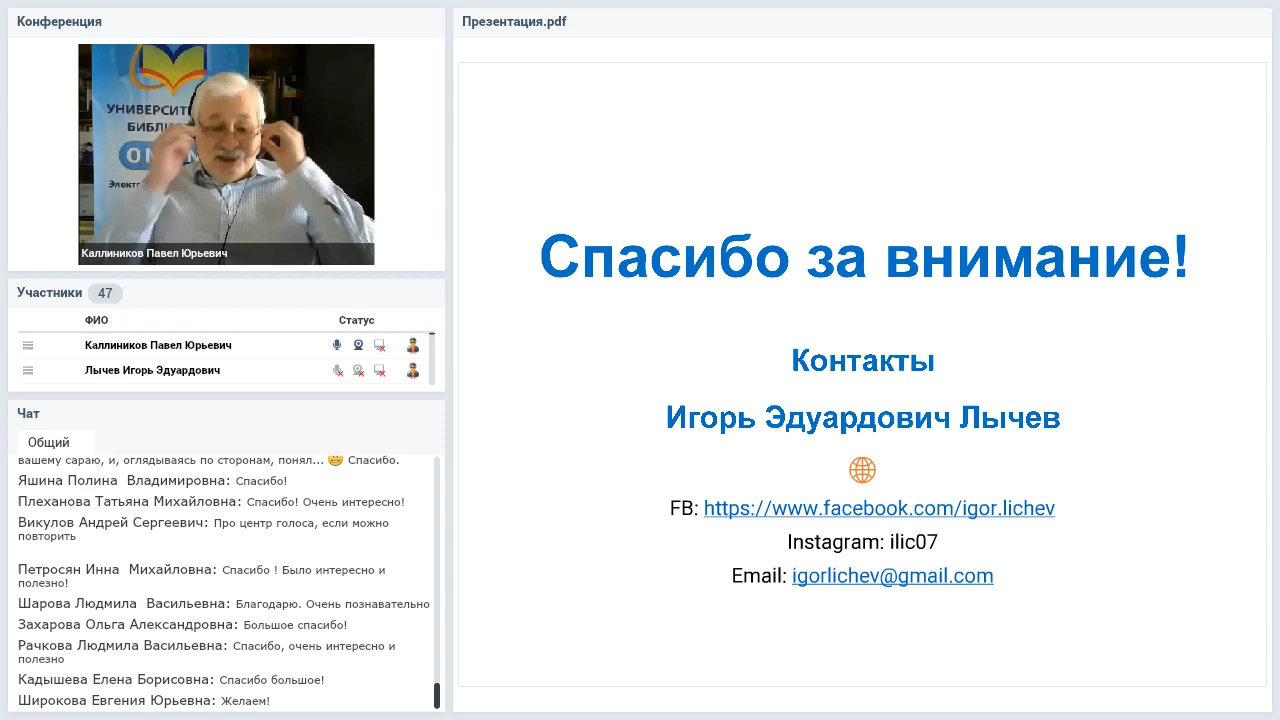 Конференция
УНИВЕРСИТ
БИБЛИ
Каллиников Павел Юрьевич
Участники 47
ФИО Статус
Каллиников Павел Юрьевич
Лычев Игорь Эдуардович
Чат
Общий
вашему сараю, и, оглядываясь по сторонам, понял... 😁 Спасибо.
Яшина Полина Владимировна: Спасибо!
Плеханова Татьяна Михайловна: Спасибо! Очень интересно!
Викулов Андрей Сергеевич: Про центр голоса, если можно
повторить
Петросян Инна Михайловна: Спасибо ! Было интересно и
полезно!
Шарова Людмила Васильевна: Благодарю. Очень познавательно
Захарова Ольга Александровна: Большое спасибо!
Рачкова Людмила Васильевна: Спасибо, очень интересно и
полезно
Кадышева Елена Борисовна: Спасибо большое!
Широкова Евгения Юрьевна: Желаем!
Презентация.pdf
Спасибо за внимание!
Контакты
Игорь Эдуардович Лычев
FB: https://www.facebook.com/igor.lichev
Instagram: ilic07
Email: igorlichev@gmail.com